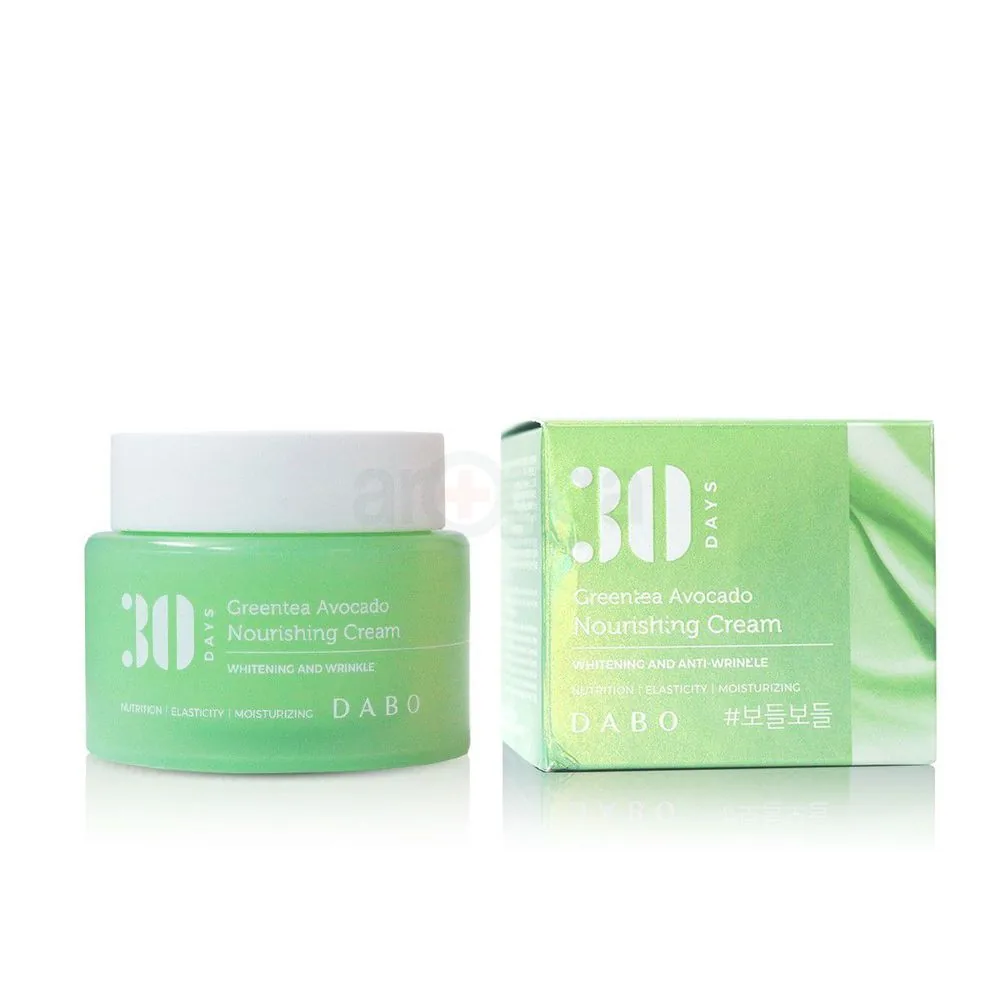 30
DAYS
Greentea Avocado
Nourishing Cream
WHITENING AND WRINKLE
NUTRITION | ELASTICITY | MOISTURIZING
DABO
30
DAYS
Greentea Avocado
Nourishing Cream
WHITENING AND ANTI-WRINKLE
NUTRITION | ELASTICITY | MOISTURIZING
DABO
#보들보들